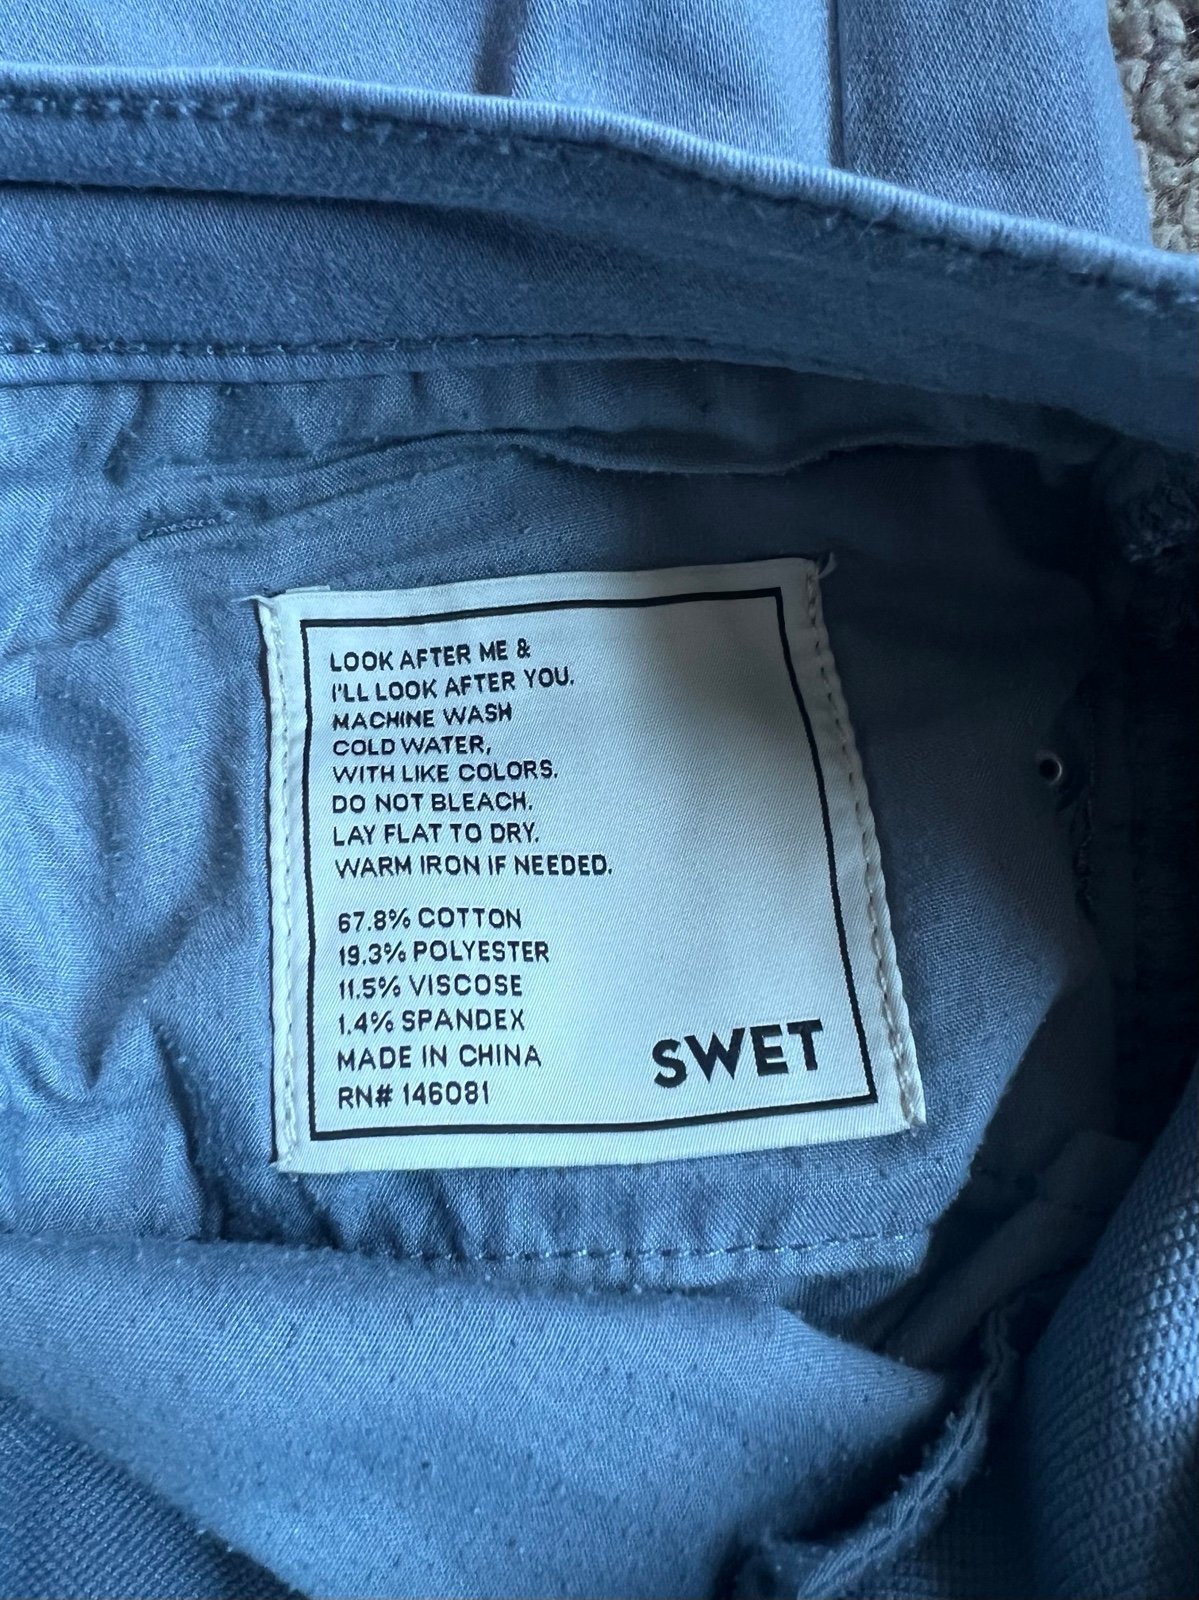 LOOK AFTER ME &
I'LL LOOK AFTER YOU.
MACHINE WASH
COLD WATER,
WITH LIKE COLORS.
DO NOT BLEACH.
LAY FLAT TO DRY.
WARM IRON IF NEEDED.
67.8% COTTON
19.3% POLYESTER
11.5% VISCOSE
1.4% SPANDEX
MADE IN CHINA
RN# 146081
SWET